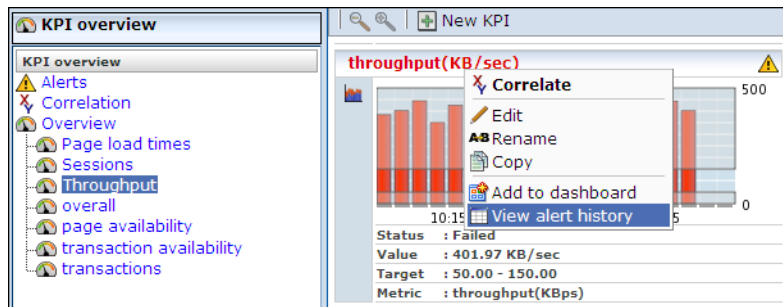 KPI overview
New KPI
KPI overview
Alerts
Correlation
Overview
Page load times
Sessions
Throughput
overall
page availability
transaction availability
transactions
throughput(KB/sec)
Correlate
Edit
Rename
Copy
Add to dashboard
View alert history
500
0
10:15
5
Status : Failed
Value : 401.97 KB/sec
Target : 50.00 - 150.00
Metric : throughput(KBps)